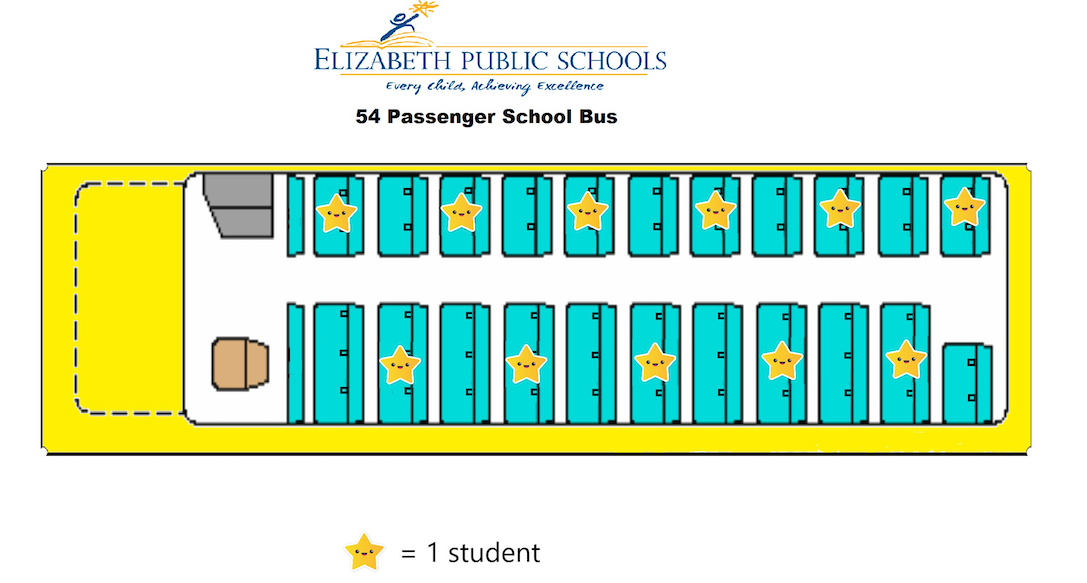 ELIZABETH PUBLIC SCHOOLS
Every Child, Achieving Excellence
54 Passenger School Bus
= 1 student